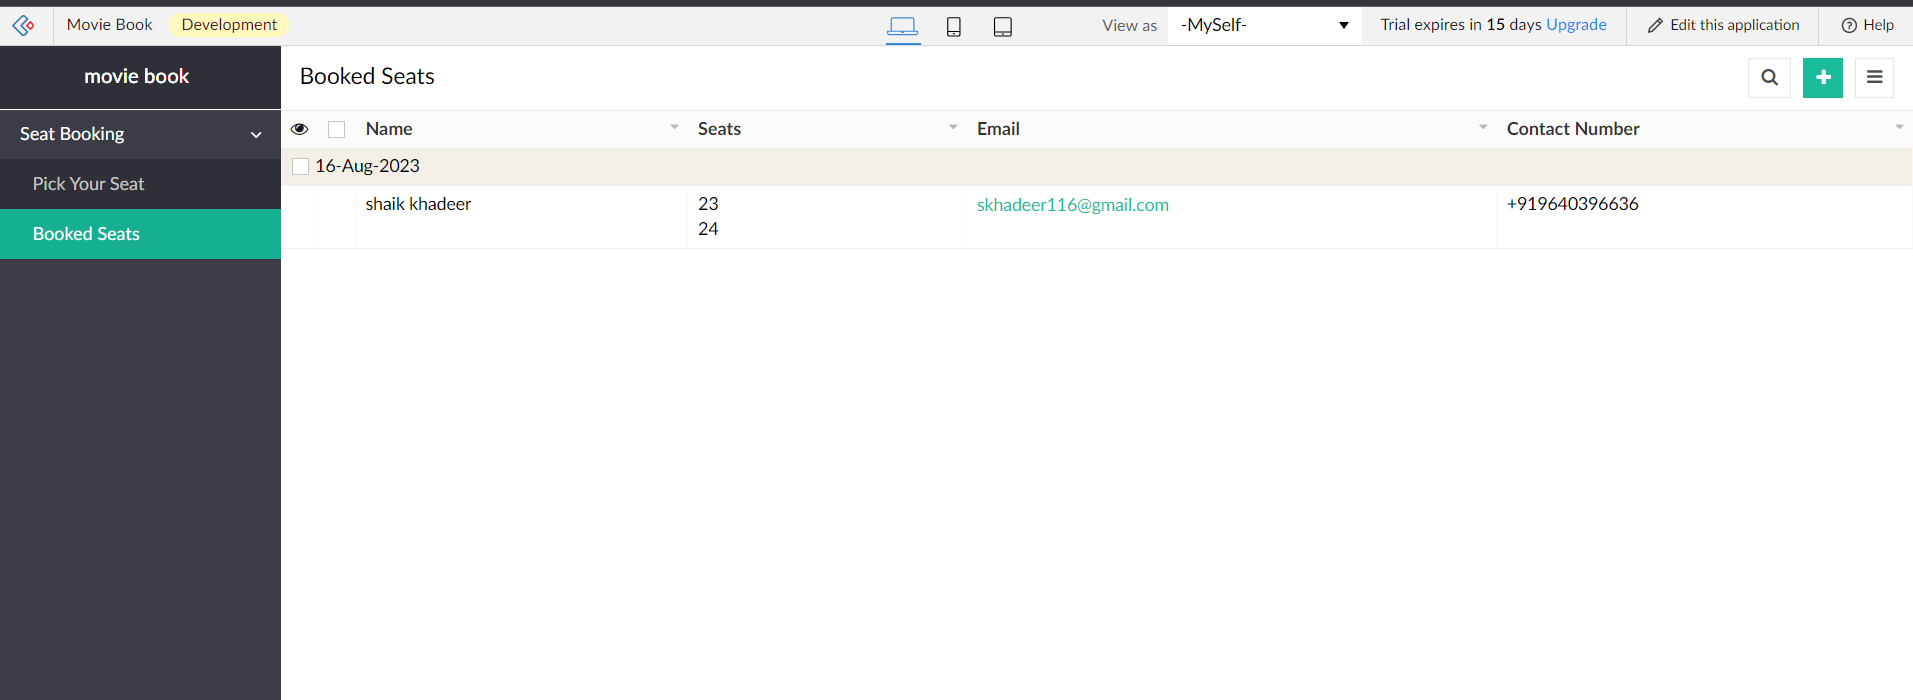 Movie Book Development View as -MySelf- Trial expires in 15 days Upgrade Edit this application Help
movie book
Booked Seats
Seat Booking
Pick Your Seat
Booked Seats
Name Seats Email Contact Number
16-Aug-2023
shaik khadeer 23 skhadeer116@gmail.com +919640396636
24